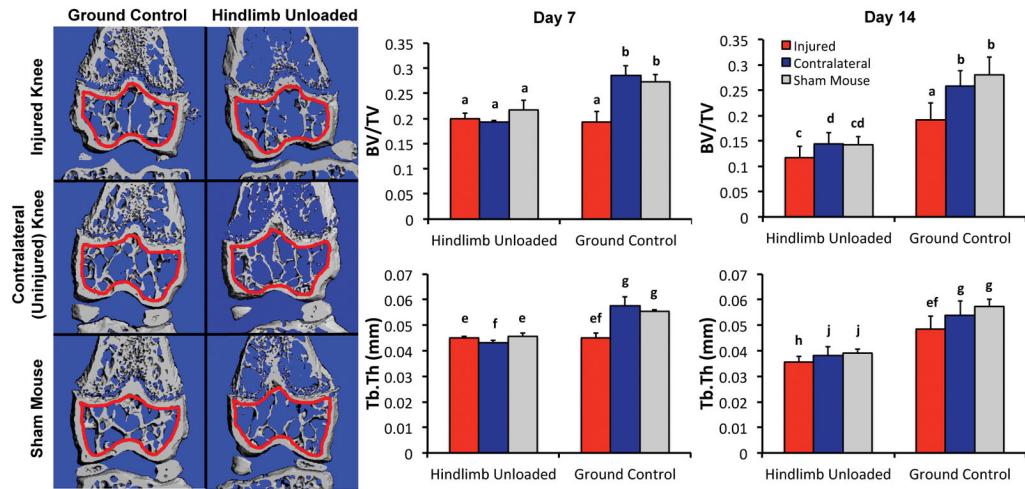 Ground Control
Hindlimb Unloaded
Injured Knee
Contralateral
(Uninjured) Knee
Sham Mouse
Day 7
BV/TV
0.35
0.3
0.25
0.2
0.15
0.1
0.05
0
a
a
a
a
b
b
Hindlimb Unloaded
Ground Control
Day 14
BV/TV
0.35
0.3
0.25
0.2
0.15
0.1
0.05
0
Injured
Contralateral
Sham Mouse
c
d
cd
a
b
b
Hindlimb Unloaded
Ground Control
Tb.Th (mm)
0.07
0.06
0.05
0.04
0.03
0.02
0.01
0
e
f
e
ef
g
g
Hindlimb Unloaded
Ground Control
Tb.Th (mm)
0.07
0.06
0.05
0.04
0.03
0.02
0.01
0
h
j
j
ef
g
g
Hindlimb Unloaded
Ground Control